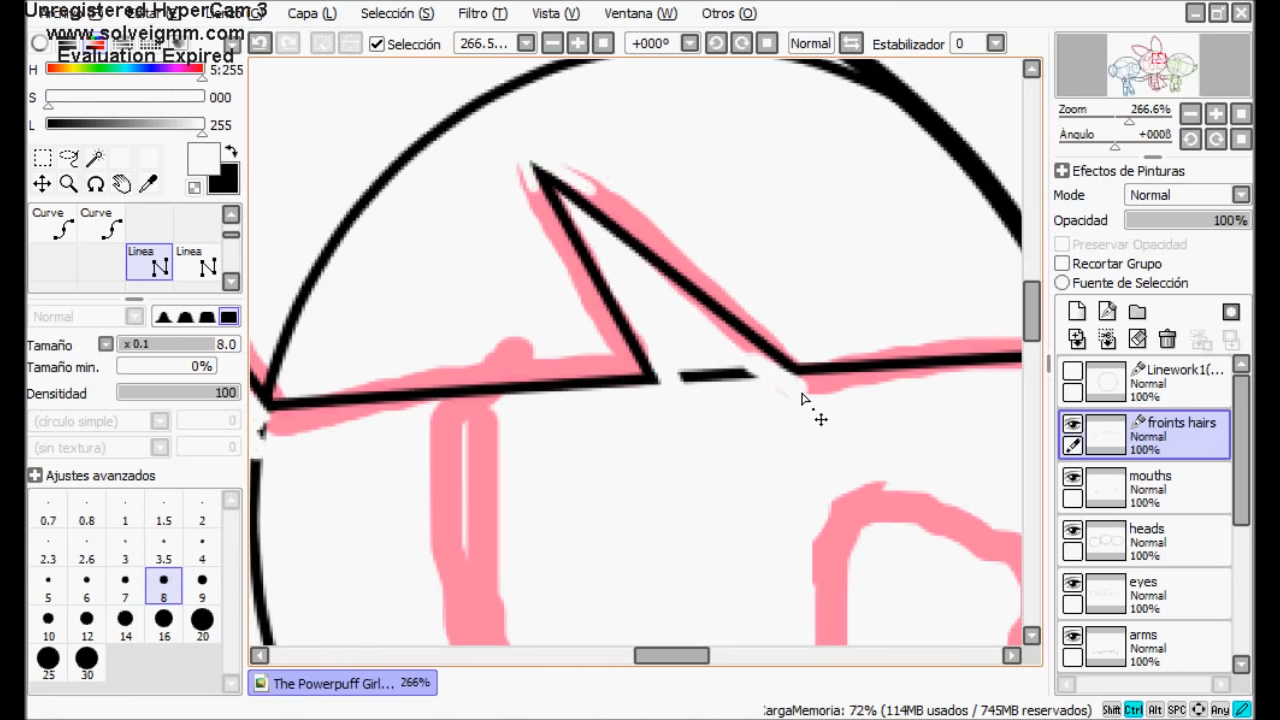 Unregistered HyperCam 3
www.solveigmm.com
Evaluation Expired
Capa (L) Selección (S) Filtro (T) Vista (V) Ventana (W) Otros (O)
Selección 266.5... +000º Normal Estabilizador 0
H 5:255
S 000
L 255
Curve Curve
Linea Linea
Normal
Tamaño x 0.1 8.0
Tamaño min. 0%
Densitidad 100
(círculo simple) 0
(sin textura) 0
Ajustes avanzados
0.7 0.8 1 1.5 2
2.3 2.6 3 3.5 4
5 6 7 8 9
10 12 14 16 20
25 30
The Powerpuff Girl... 266%
Zoom 266.6%
Ángulo +000ß
Efectos de Pinturas
Mode Normal
Opacidad 100%
Preservar Opacidad
Recortar Grupo
Fuente de Selección
Linework1(...
Normal
100%
froints hairs
Normal
100%
mouths
Normal
100%
heads
Normal
100%
eyes
Normal
100%
arms
Normal
100%
CargaMemoria: 72% (114MB usados / 745MB reservados) Shift Ctrl Alt SPC Any